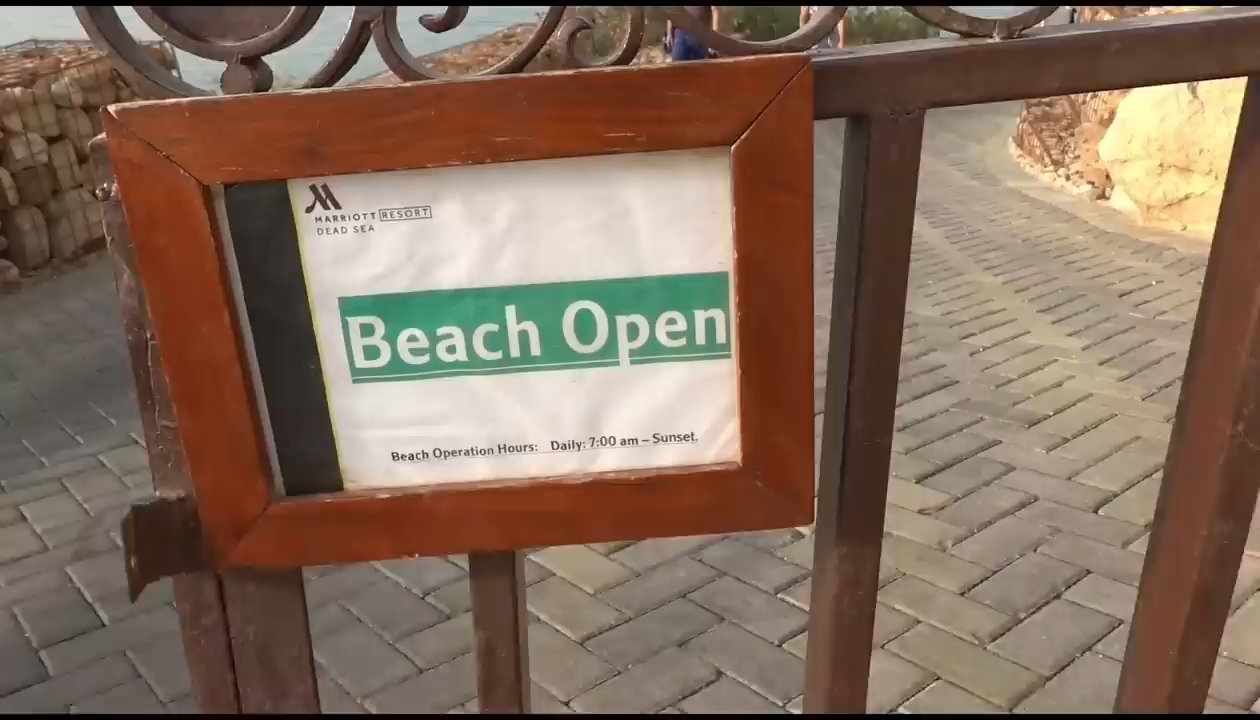 MARRIOTT RESORT
DEAD SEA
Beach Open
Beach Operation Hours: Daily: 7:00 am – Sunset.